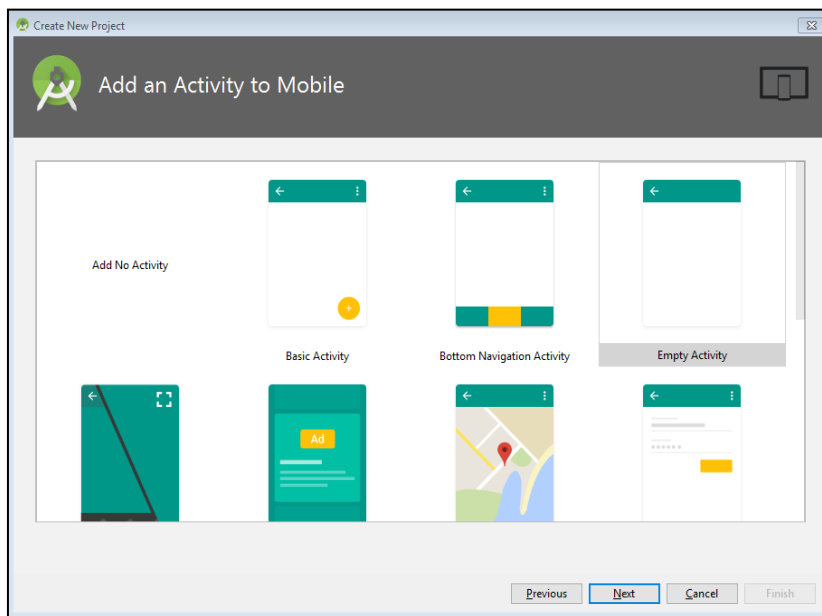 Create New Project
Add an Activity to Mobile
Add No Activity
Basic Activity
Bottom Navigation Activity
Empty Activity
Ad
Previous
Next
Cancel
Finish